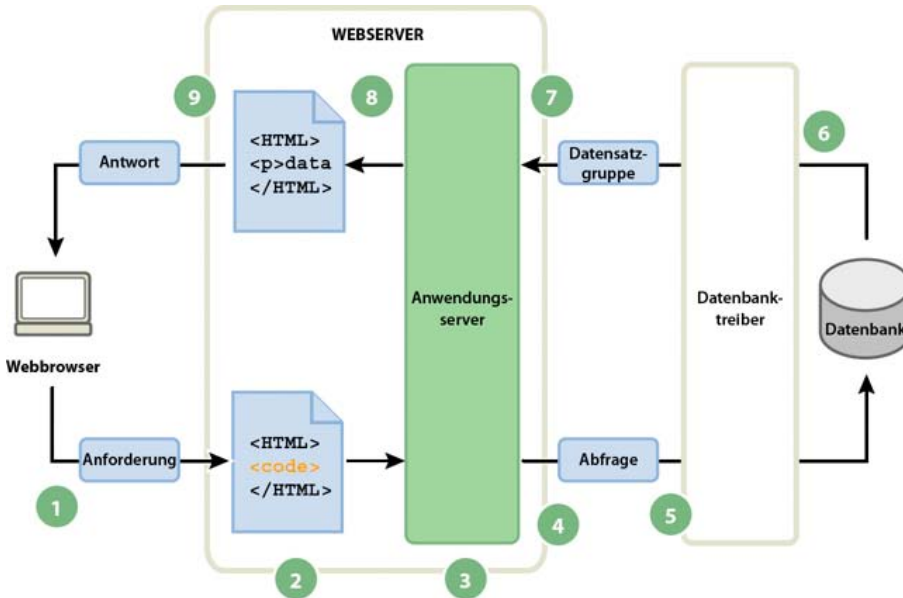 WEBSERVER
9
8
7
6
<HTML>
<p>data
</HTML>
Antwort
Datensatz-
gruppe
Anwendungs-
server
Datenbank-
treiber
Datenbank
Webbrowser
Anforderung
<HTML>
<code>
</HTML>
Abfrage
1
2
3
4
5